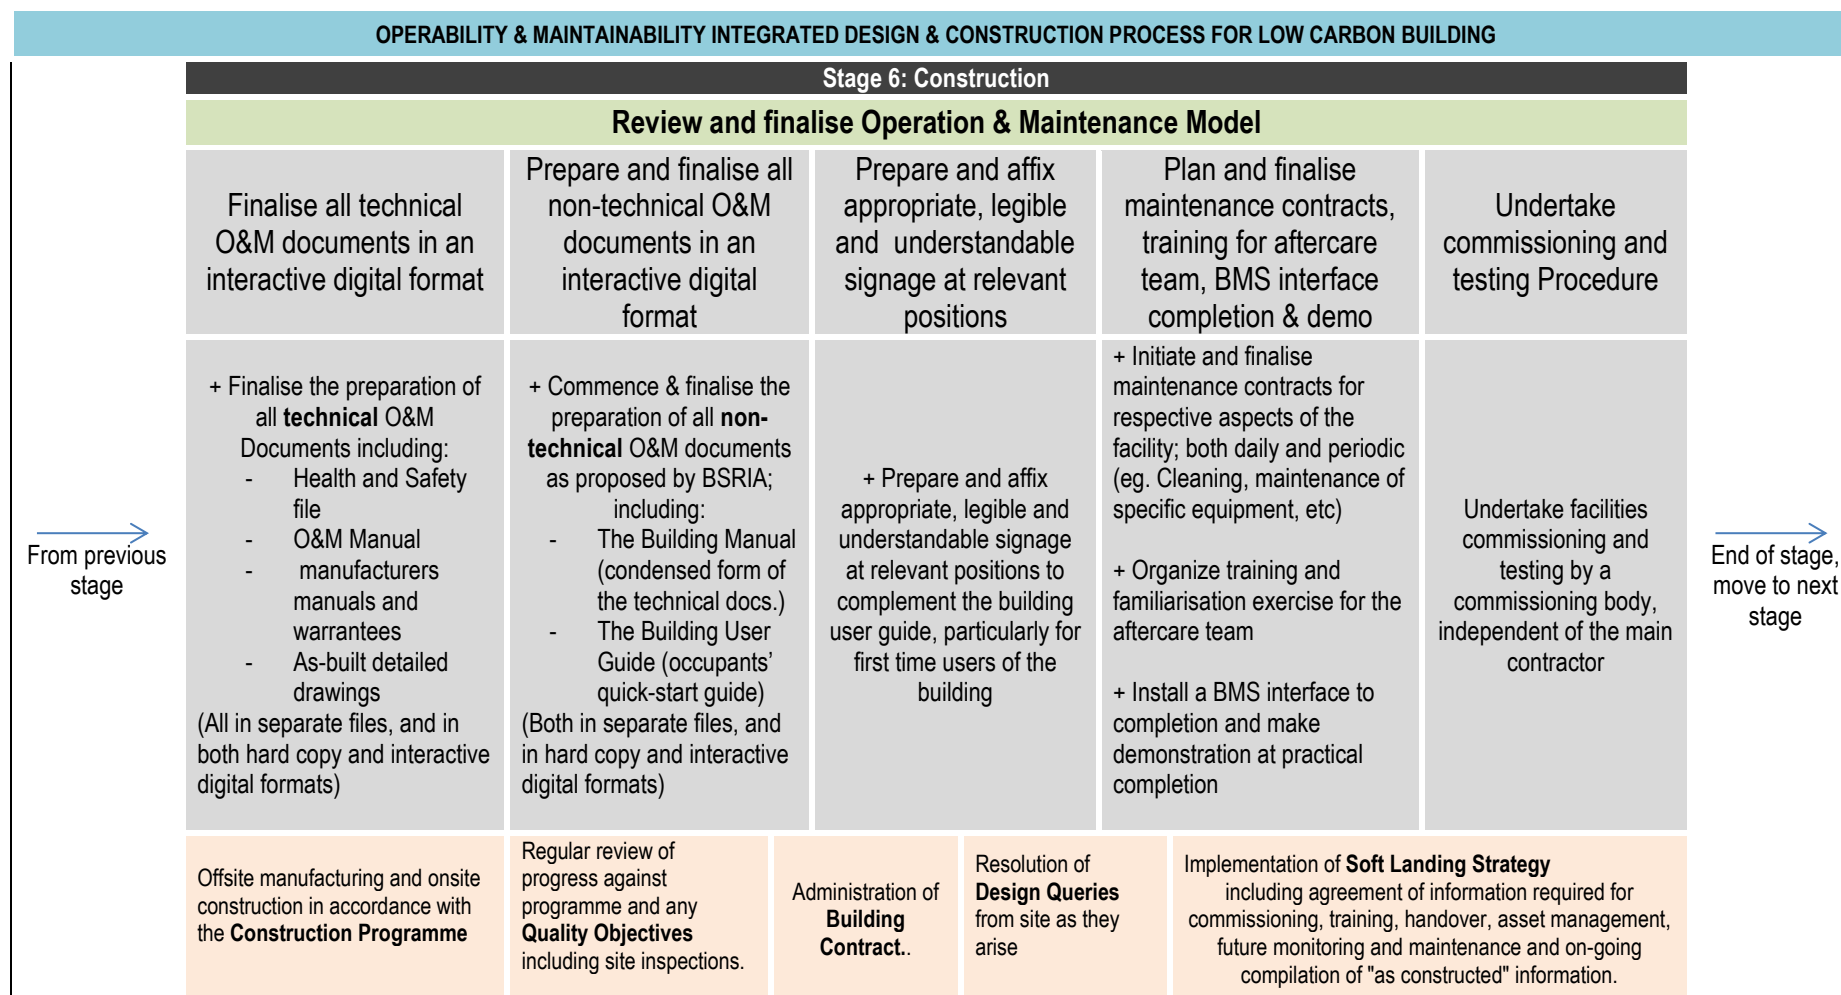 OPERABILITY & MAINTAINABILITY INTEGRATED DESIGN & CONSTRUCTION PROCESS FOR LOW CARBON BUILDING
Stage 6: Construction
Review and finalise Operation & Maintenance Model
Finalise all technical
O&M documents in an
interactive digital format
Prepare and finalise all
non-technical O&M
documents in an
interactive digital
format
Prepare and affix
appropriate, legible
and understandable
signage at relevant
positions
Plan and finalise
maintenance contracts,
training for aftercare
team, BMS interface
completion & demo
Undertake
commissioning and
testing Procedure
From previous
stage
+ Finalise the preparation of
all technical O&M
Documents including:
- Health and Safety
file
- O&M Manual
- manufacturers
manuals and
warrantees
- As-built detailed
drawings
(All in separate files, and in
both hard copy and interactive
digital formats)
+ Commence & finalise the
preparation of all non-
technical O&M documents
as proposed by BSRIA;
including:
- The Building Manual
(condensed form of
the technical docs.)
- The Building User
Guide (occupants’
quick-start guide)
(Both in separate files, and
in hard copy and interactive
digital formats)
+ Prepare and affix
appropriate, legible and
understandable signage
at relevant positions to
complement the building
user guide, particularly for
first time users of the
building
+ Initiate and finalise
maintenance contracts for
respective aspects of the
facility; both daily and periodic
(eg. Cleaning, maintenance of
specific equipment, etc)
+ Organize training and
familiarisation exercise for the
aftercare team
+ Install a BMS interface to
completion and make
demonstration at practical
completion
Undertake facilities
commissioning and
testing by a
commissioning body,
independent of the main
contractor
End of stage,
move to next
stage
Offsite manufacturing and onsite
construction in accordance with
the Construction Programme
Regular review of
progress against
programme and any
Quality Objectives
including site inspections.
Administration of
Building
Contract..
Resolution of
Design Queries
from site as they
arise
Implementation of Soft Landing Strategy
including agreement of information required for
commissioning, training, handover, asset management,
future monitoring and maintenance and on-going
compilation of "as constructed" information.